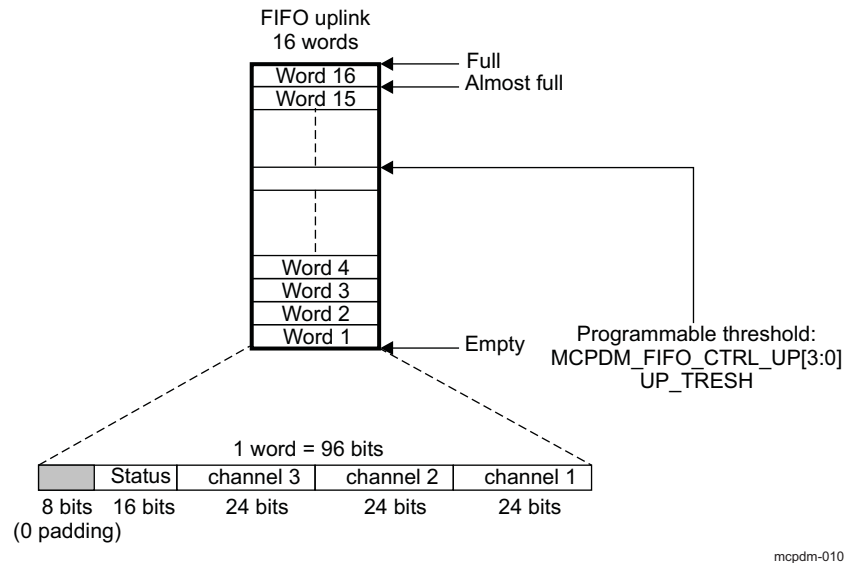 FIFO uplink
16 words
Full
Word 16
Almost full
Word 15
Word 4
Word 3
Word 2
Word 1
Empty
Programmable threshold:
MCPDM_FIFO_CTRL_UP[3:0]
UP_TRESH
1 word = 96 bits
Status channel 3 channel 2 channel 1
8 bits 16 bits 24 bits 24 bits 24 bits
(0 padding)
mcpdm-010